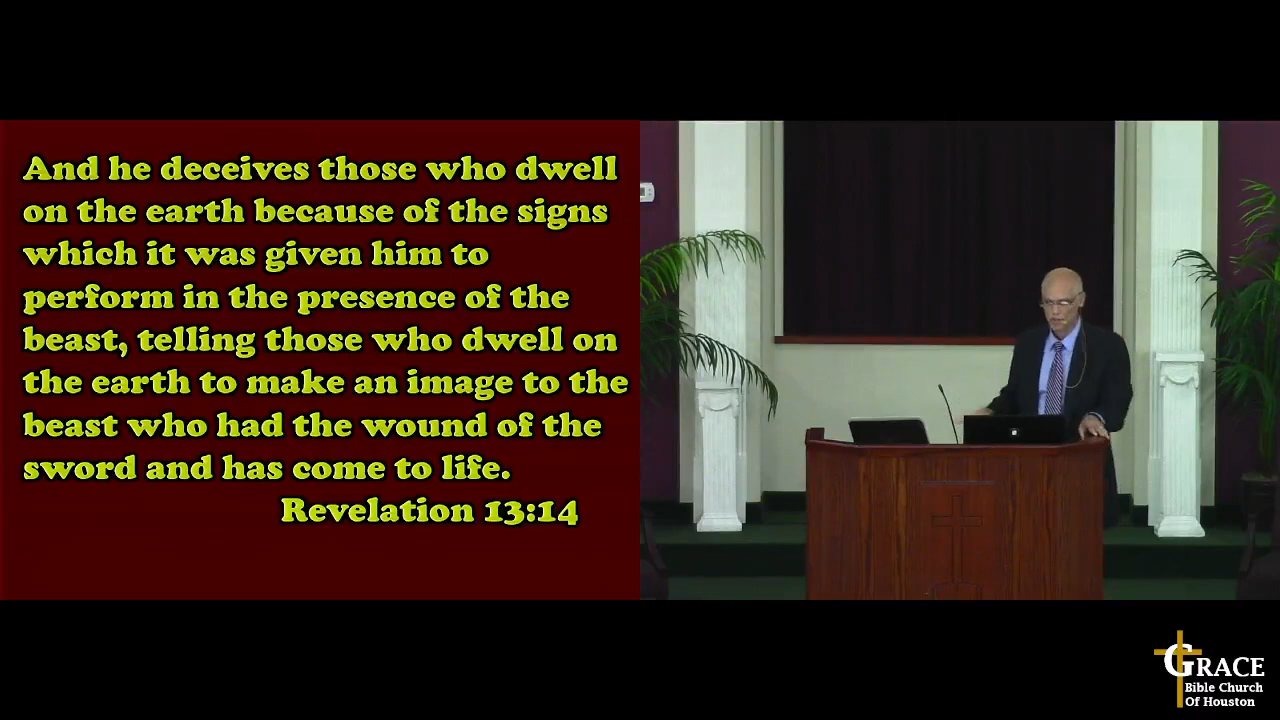 And he deceives those who dwell
on the earth because of the signs
which it was given him to
perform in the presence of the
beast, telling those who dwell on
the earth to make an image to the
beast who had the wound of the
sword and has come to life.
Revelation 13:14
GRACE
Bible Church
Of Houston